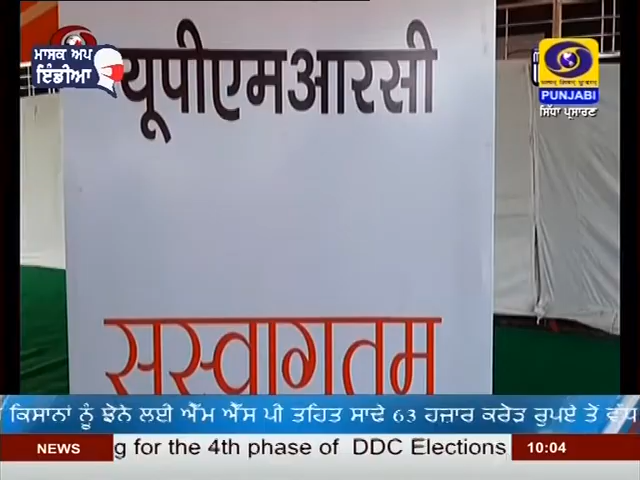 ਮਾਸਕ ਅਪ
ਇੰਡੀਆ
यूपीएमआरसी
PUNJABI
ਸਿੱਧਾ ਪ੍ਰਸਾਰਣ
सुस्वागतम
ਕਿਸਾਨਾਂ ਨੂੰ ਝੋਨੇ ਲਈ ਐੱਮ ਐੱਸ ਪੀ ਤਹਿਤ ਸਾਢੇ 63 ਹਜ਼ਾਰ ਕਰੋੜ ਰੁਪਏ ਤੋਂ ਵੱਧ
NEWS
g for the 4th phase of DDC Elections
10:04